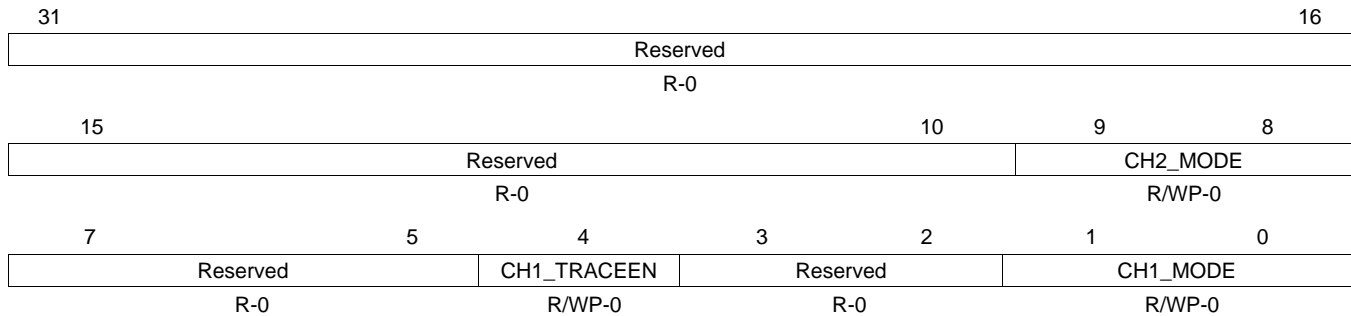 31 16
Reserved
R-0
15 10 9 8
Reserved CH2_MODE
R-0 R/WP-0
7 5 4 3 2 1 0
Reserved CH1_TRACEEN Reserved CH1_MODE
R-0 R/WP-0 R-0 R/WP-0